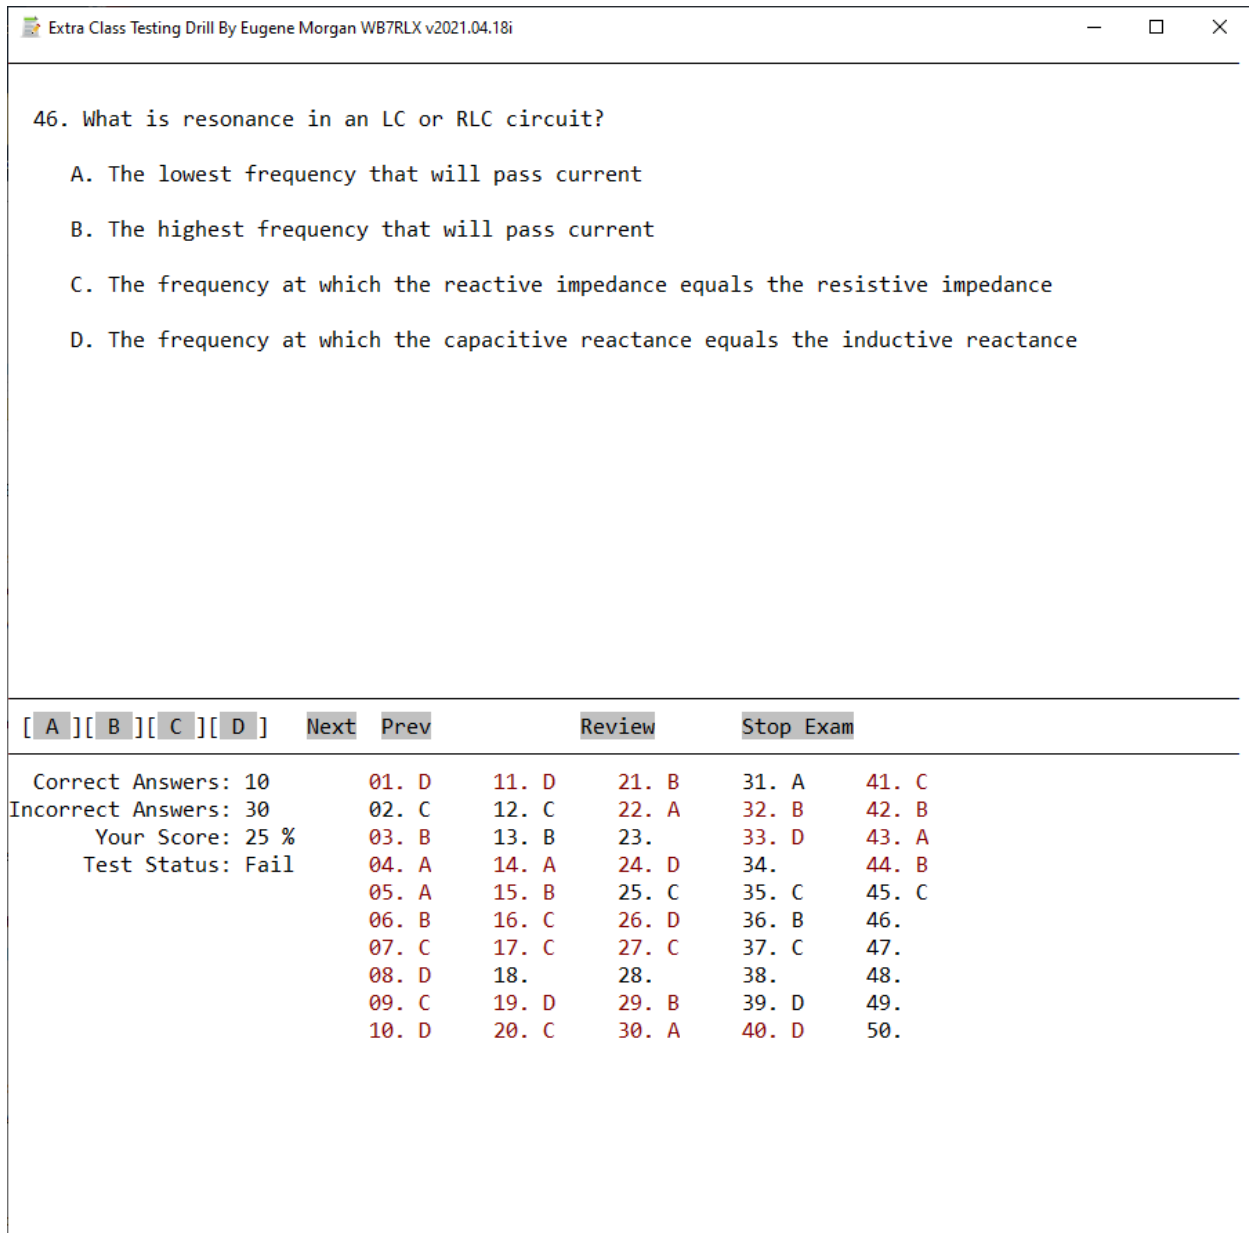 Extra Class Testing Drill By Eugene Morgan WB7RLX v2021.04.18i
46. What is resonance in an LC or RLC circuit?
A. The lowest frequency that will pass current
B. The highest frequency that will pass current
C. The frequency at which the reactive impedance equals the resistive impedance
D. The frequency at which the capacitive reactance equals the inductive reactance
[ A ][ B ][ C ][ D ] Next Prev Review Stop Exam
Correct Answers: 10 01. D 11. D 21. B 31. A 41. C
Incorrect Answers: 30 02. C 12. C 22. A 32. B 42. B
Your Score: 25 % 03. B 13. B 23. 33. D 43. A
Test Status: Fail 04. A 14. A 24. D 34. 44. B
05. A 15. B 25. C 35. C 45. C
06. B 16. C 26. D 36. B 46.
07. C 17. C 27. C 37. C 47.
08. D 18. 28. 38. 48.
09. C 19. D 29. B 39. D 49.
10. D 20. C 30. A 40. D 50.